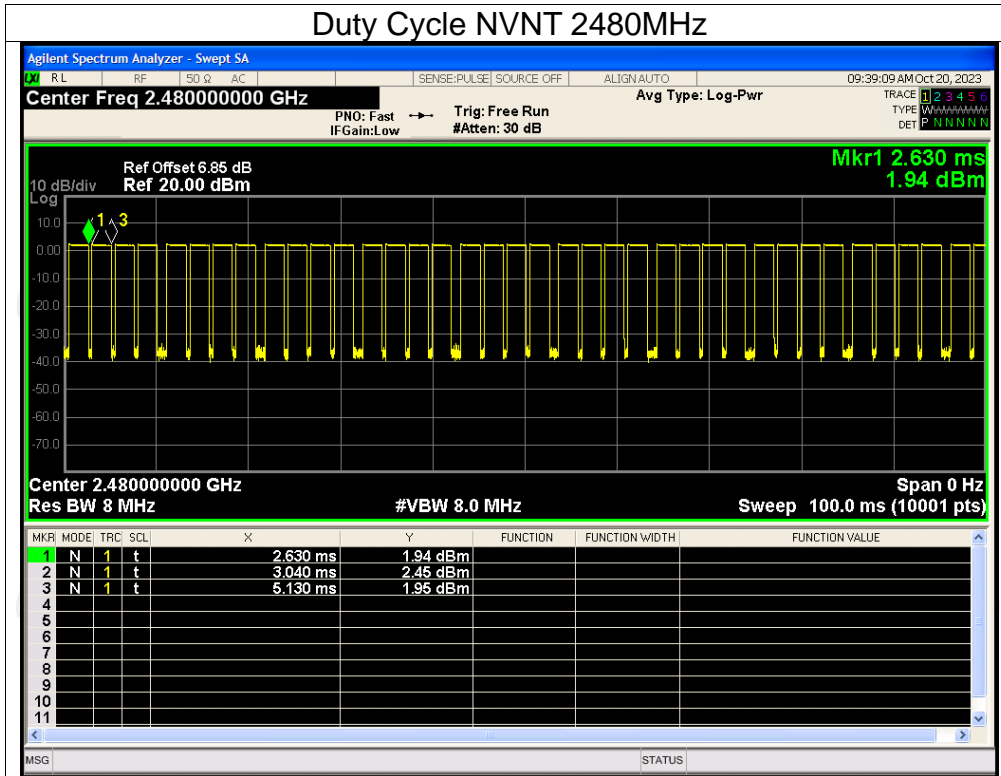 Duty Cycle NVNT 2480MHz
Agilent Spectrum Analyzer - Swept SA
LXI RL RF 50 Ω AC SENSE:PULSE SOURCE OFF ALIGN AUTO 09:39:09 AM Oct 20, 2023
Center Freq 2.480000000 GHz
PNO: Fast
IFGain:Low
Trig: Free Run
#Atten: 30 dB
Avg Type: Log-Pwr
TRACE 1 2 3 4 5 6
TYPE WWWWWW
DET P N N N N N
Ref Offset 6.85 dB
10 dB/div Ref 20.00 dBm
Log
Mkr1 2.630 ms
1.94 dBm
1 3
10.0
0.00
-10.0
-20.0
-30.0
-40.0
-50.0
-60.0
-70.0
Center 2.480000000 GHz Span 0 Hz
Res BW 8 MHz #VBW 8.0 MHz Sweep 100.0 ms (10001 pts)
MKR MODE TRC SCL X Y FUNCTION FUNCTION WIDTH FUNCTION VALUE
1 N 1 t 2.630 ms 1.94 dBm
2 N 1 t 3.040 ms 2.45 dBm
3 N 1 t 5.130 ms 1.95 dBm
4
5
6
7
8
9
10
11
MSG STATUS